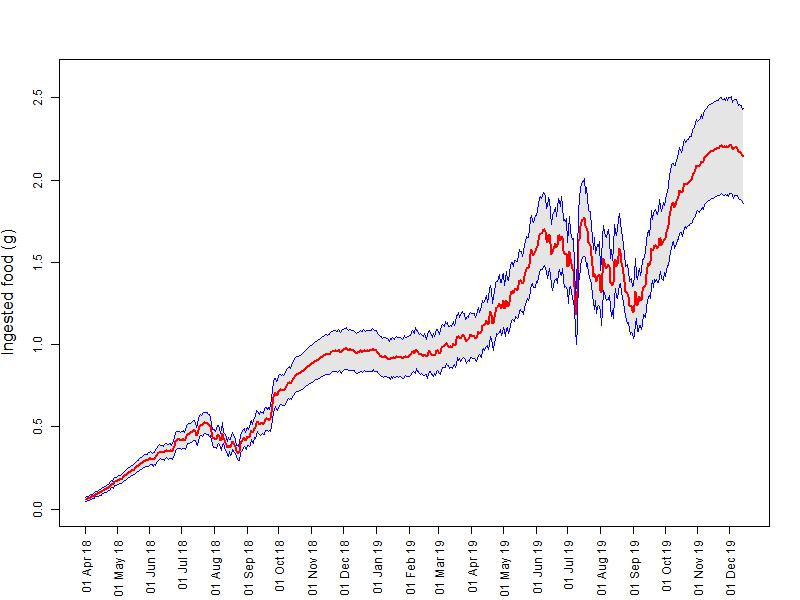 Ingested food (g)
2.5
2.0
1.5
1.0
0.5
0.0
01 Apr 18
01 May 18
01 Jun 18
01 Jul 18
01 Aug 18
01 Sep 18
01 Oct 18
01 Nov 18
01 Dec 18
01 Jan 19
01 Feb 19
01 Mar 19
01 Apr 19
01 May 19
01 Jun 19
01 Jul 19
01 Aug 19
01 Sep 19
01 Oct 19
01 Nov 19
01 Dec 19